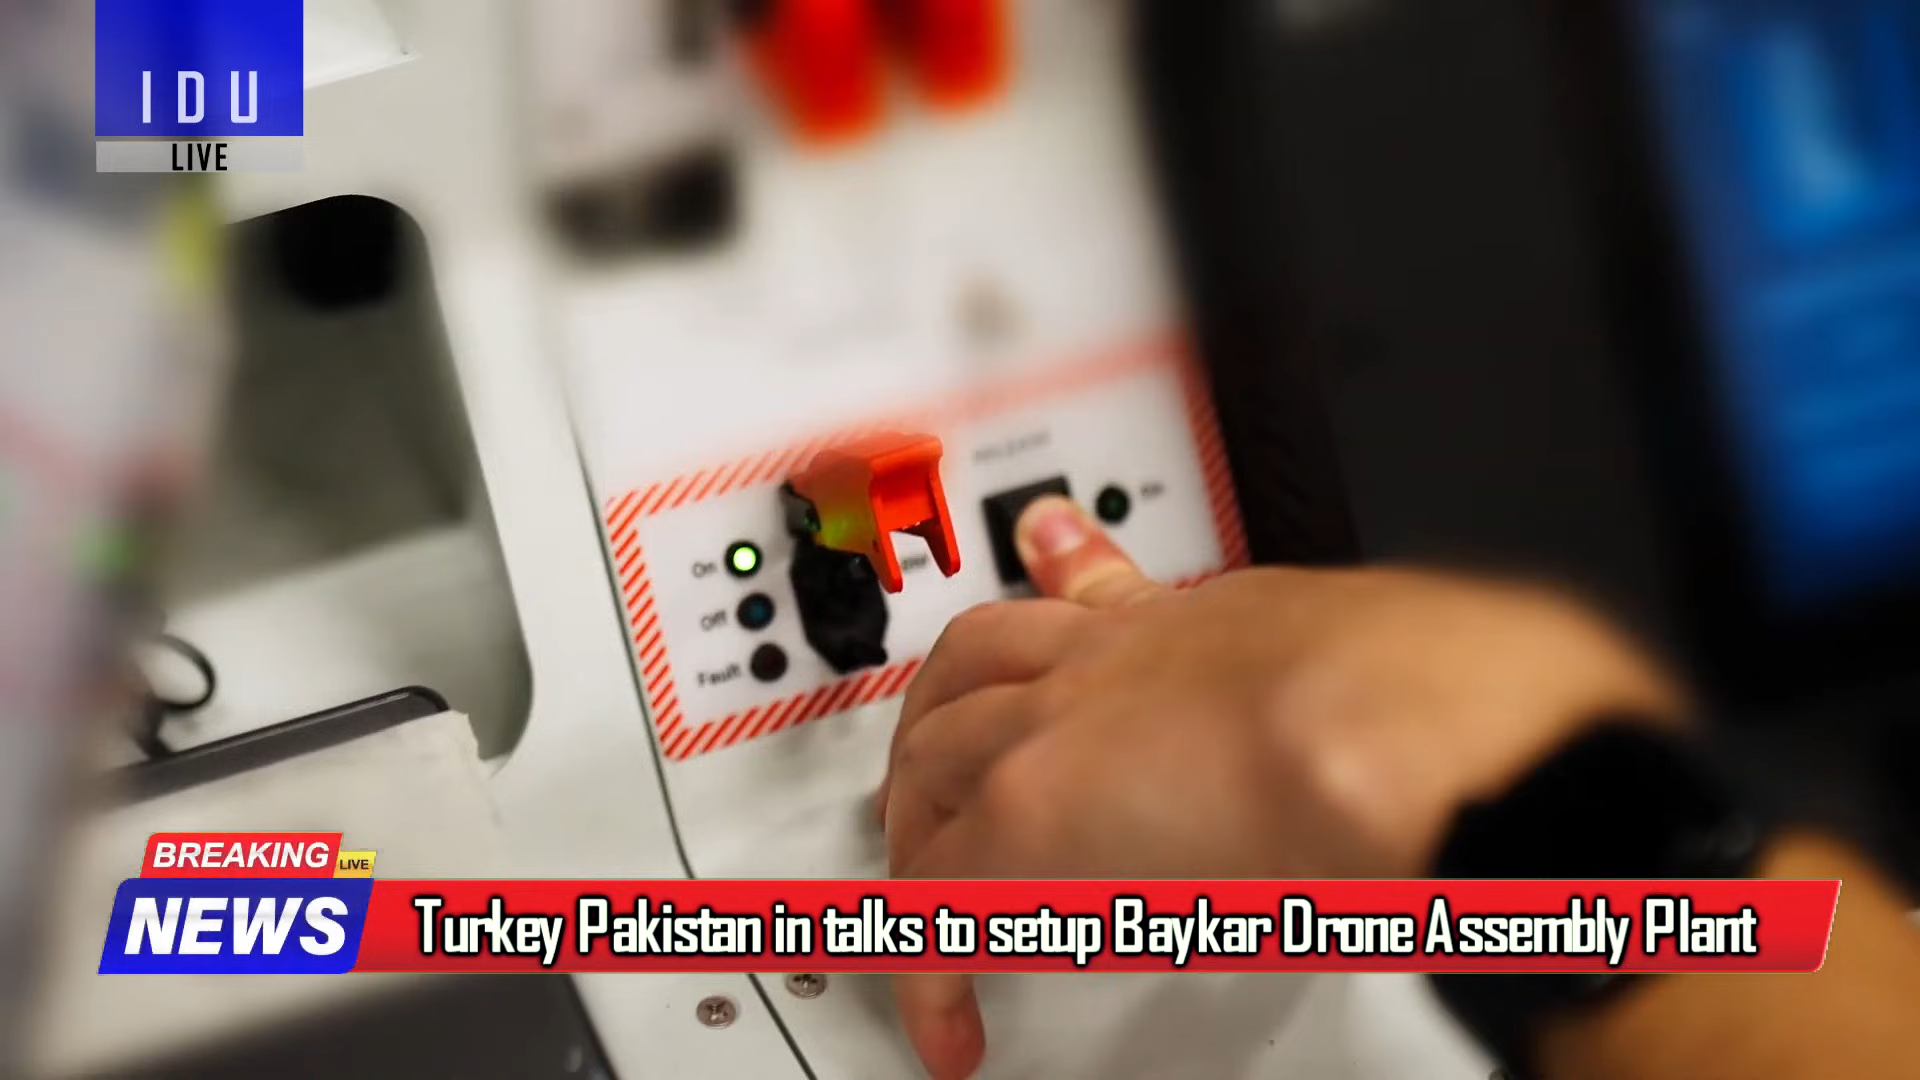 IDU
LIVE
On
Off
Fault
BREAKING
LIVE
NEWS
Turkey Pakistan in talks to setup Baykar Drone Assembly Plant